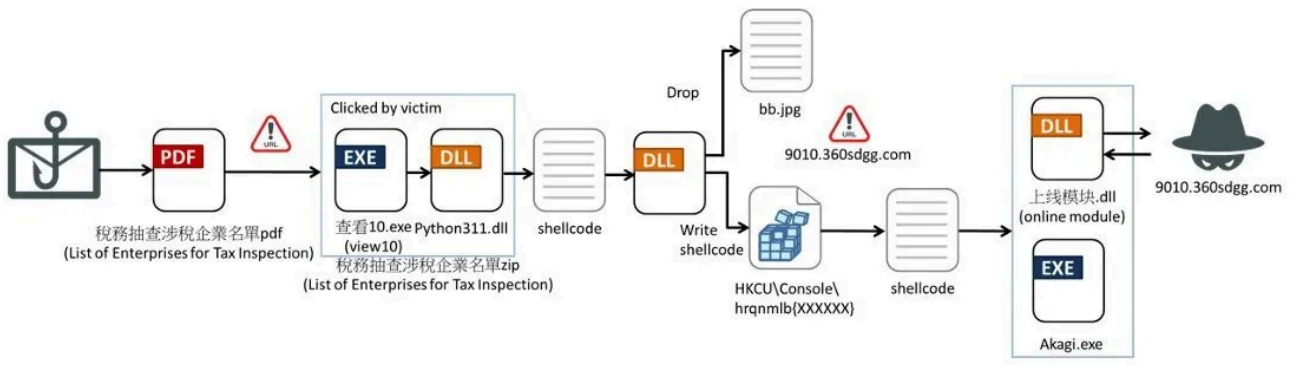 PDF
稅務抽查涉稅企業名單pdf
(List of Enterprises for Tax Inspection)
URL
Clicked by victim
EXE
查看10.exe
(view10)
DLL
Python311.dll
稅務抽查涉稅企業名單zip
(List of Enterprises for Tax Inspection)
shellcode
DLL
Drop
bb.jpg
URL
9010.360sdgg.com
Write
shellcode
HKCU\Console\
hrqnmlb{XXXXXX}
shellcode
DLL
上线模块.dll
(online module)
EXE
Akagi.exe
9010.360sdgg.com